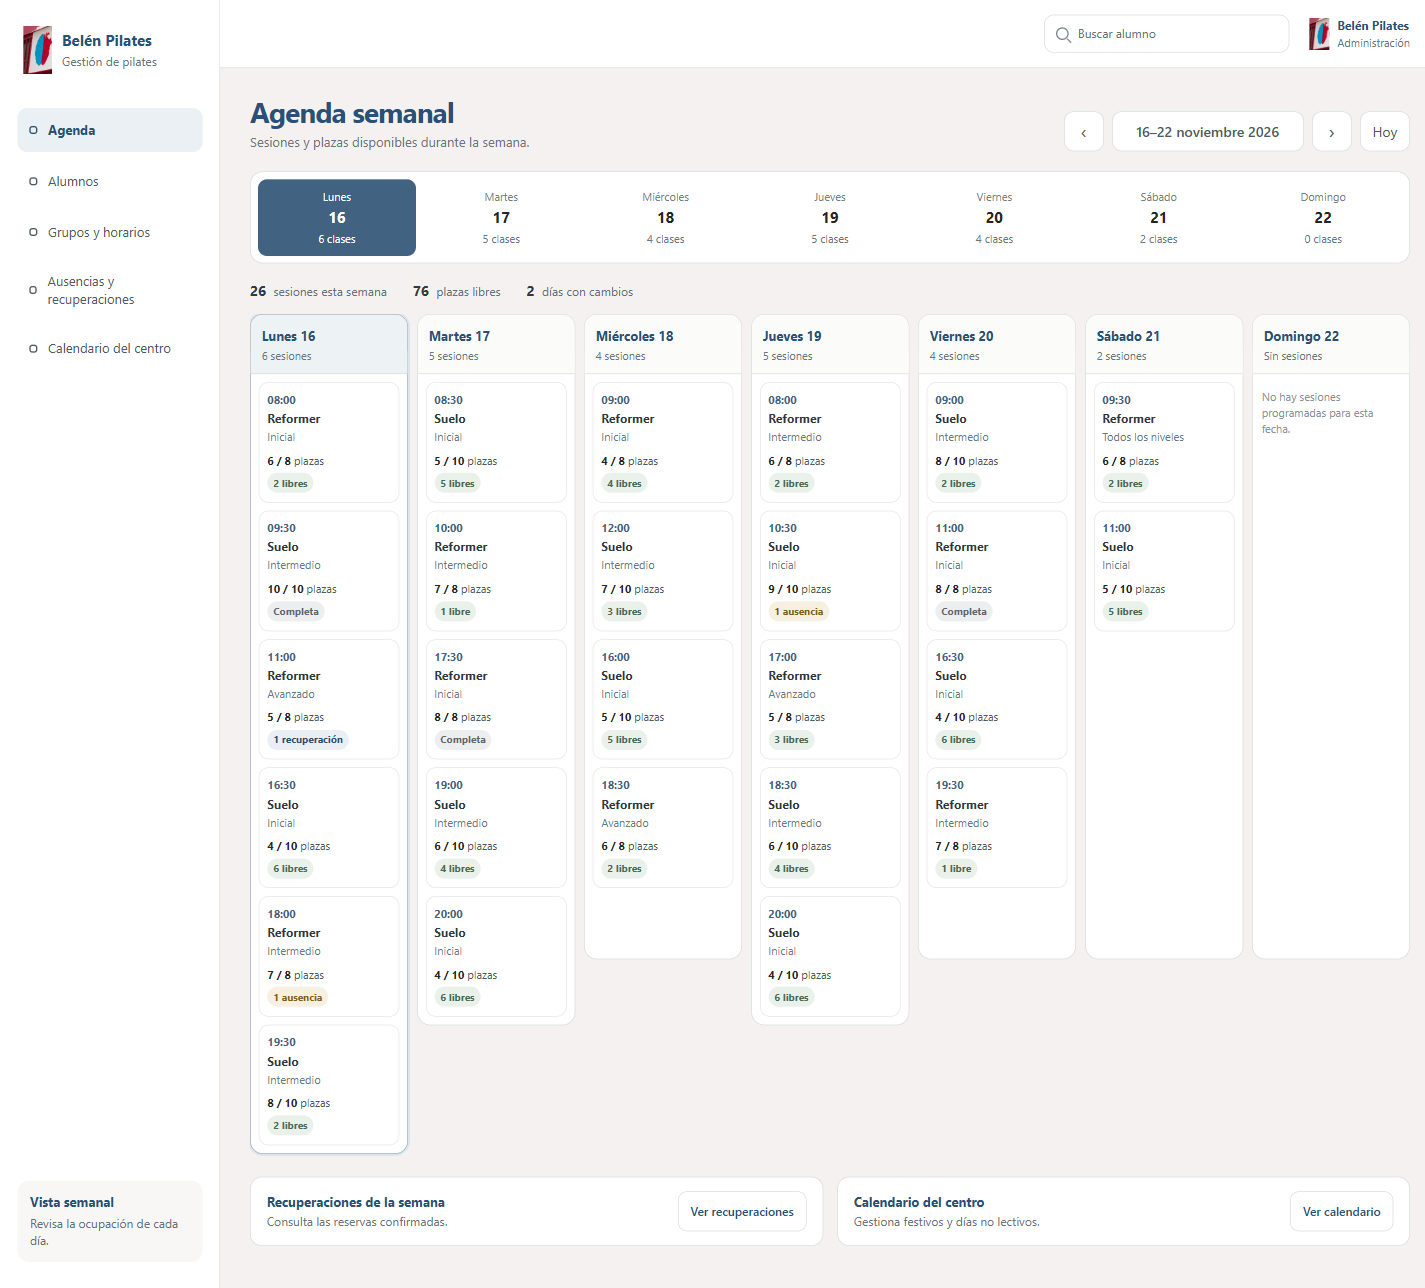 Belén Pilates
Gestión de pilates
Agenda
Alumnos
Grupos y horarios
Ausencias y
recuperaciones
Calendario del centro
Vista semanal
Revisa la ocupación de cada
día.
Buscar alumno
Belén Pilates
Administración
Agenda semanal
Sesiones y plazas disponibles durante la semana.
‹
16–22 noviembre 2026
›
Hoy
Lunes
16
6 clases
Martes
17
5 clases
Miércoles
18
4 clases
Jueves
19
5 clases
Viernes
20
4 clases
Sábado
21
2 clases
Domingo
22
0 clases
26 sesiones esta semana
76 plazas libres
2 días con cambios
Lunes 16
6 sesiones
08:00
Reformer
Inicial
6 / 8 plazas
2 libres
09:30
Suelo
Intermedio
10 / 10 plazas
Completa
11:00
Reformer
Avanzado
5 / 8 plazas
1 recuperación
16:30
Suelo
Inicial
4 / 10 plazas
6 libres
18:00
Reformer
Intermedio
7 / 8 plazas
1 ausencia
19:30
Suelo
Intermedio
8 / 10 plazas
2 libres
Martes 17
5 sesiones
08:30
Suelo
Inicial
5 / 10 plazas
5 libres
10:00
Reformer
Intermedio
7 / 8 plazas
1 libre
17:30
Reformer
Inicial
8 / 8 plazas
Completa
19:00
Suelo
Intermedio
6 / 10 plazas
4 libres
20:00
Suelo
Inicial
4 / 10 plazas
6 libres
Miércoles 18
4 sesiones
09:00
Reformer
Inicial
4 / 8 plazas
4 libres
12:00
Suelo
Intermedio
7 / 10 plazas
3 libres
16:00
Suelo
Inicial
5 / 10 plazas
5 libres
18:30
Reformer
Avanzado
6 / 8 plazas
2 libres
Jueves 19
5 sesiones
08:00
Reformer
Intermedio
6 / 8 plazas
2 libres
10:30
Suelo
Inicial
9 / 10 plazas
1 ausencia
17:00
Reformer
Avanzado
5 / 8 plazas
3 libres
18:30
Suelo
Intermedio
6 / 10 plazas
4 libres
20:00
Suelo
Inicial
4 / 10 plazas
6 libres
Viernes 20
4 sesiones
09:00
Suelo
Intermedio
8 / 10 plazas
2 libres
11:00
Reformer
Inicial
8 / 8 plazas
Completa
16:30
Suelo
Inicial
4 / 10 plazas
6 libres
19:30
Reformer
Intermedio
7 / 8 plazas
1 libre
Sábado 21
2 sesiones
09:30
Reformer
Todos los niveles
6 / 8 plazas
2 libres
11:00
Suelo
Inicial
5 / 10 plazas
5 libres
Domingo 22
Sin sesiones
No hay sesiones
programadas para esta
fecha.
Recuperaciones de la semana
Consulta las reservas confirmadas.
Ver recuperaciones
Calendario del centro
Gestiona festivos y días no lectivos.
Ver calendario